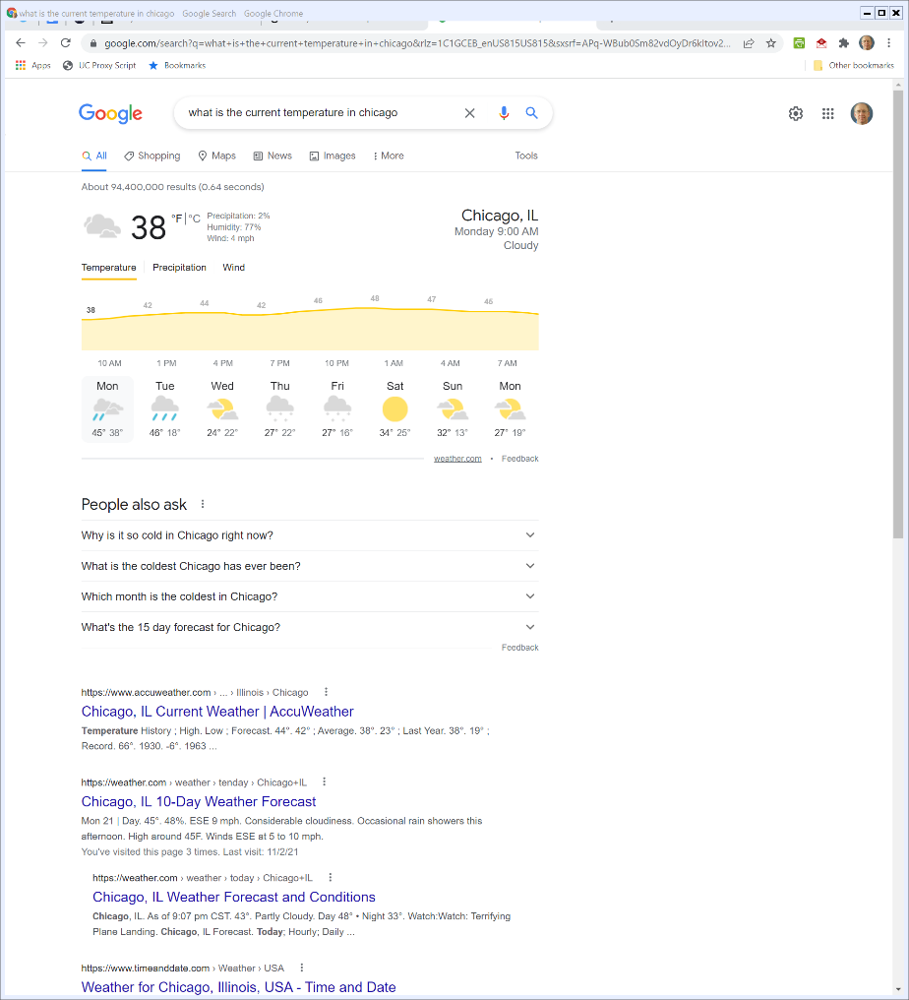 what is the current temperature in chicago Google Search Google Chrome
google.com/search?q=what+is+the+current+temperature+in+chicago&rlz=1C1GCEB_enUS815US815&sxsrf=APq-WBub0Sm82vdOyDr6kItov2...
Apps UC Proxy Script Bookmarks Other bookmarks
Google what is the current temperature in chicago
All Shopping Maps News Images More Tools
About 94,400,000 results (0.64 seconds)
38 °F|°C
Precipitation: 2%
Humidity: 77%
Wind: 4 mph
Chicago, IL
Monday 9:00 AM
Cloudy
Temperature Precipitation Wind
38 42 44 42 46 48 47 46
10 AM 1 PM 4 PM 7 PM 10 PM 1 AM 4 AM 7 AM
Mon Tue Wed Thu Fri Sat Sun Mon
45° 38° 46° 18° 24° 22° 27° 22° 27° 16° 34° 25° 32° 13° 27° 19°
weather.com • Feedback
People also ask
Why is it so cold in Chicago right now?
What is the coldest Chicago has ever been?
Which month is the coldest in Chicago?
What's the 15 day forecast for Chicago?
Feedback
https://www.accuweather.com › ... › Illinois › Chicago
Chicago, IL Current Weather | AccuWeather
Temperature History ; High. Low ; Forecast. 44°. 42° ; Average. 38°. 23° ; Last Year. 38°. 19° ;
Record. 66°. 1930. -6°. 1963 ...
https://weather.com › weather › tenday › Chicago+IL
Chicago, IL 10-Day Weather Forecast
Mon 21 | Day. 45°. 48%. ESE 9 mph. Considerable cloudiness. Occasional rain showers this
afternoon. High around 45F. Winds ESE at 5 to 10 mph.
You've visited this page 3 times. Last visit: 11/2/21
https://weather.com › weather › today › Chicago+IL
Chicago, IL Weather Forecast and Conditions
Chicago, IL. As of 9:07 pm CST. 43°. Partly Cloudy. Day 48° • Night 33°. Watch:Watch: Terrifying
Plane Landing. Chicago, IL Forecast. Today; Hourly; Daily ...
https://www.timeanddate.com › Weather › USA
Weather for Chicago, Illinois, USA - Time and Date